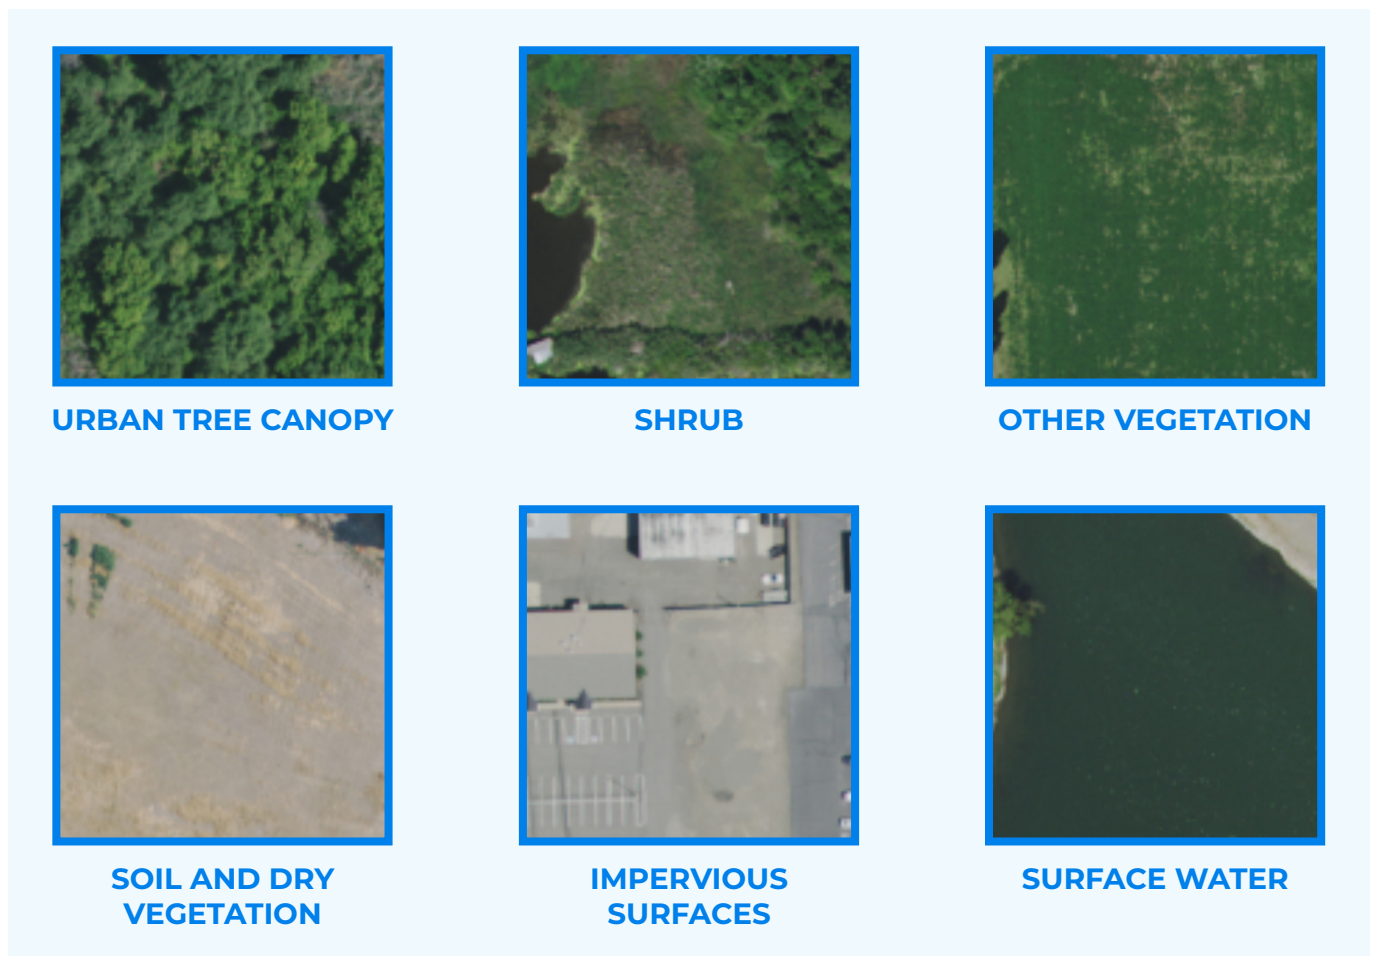 URBAN TREE CANOPY
SHRUB
OTHER VEGETATION
SOIL AND DRY
VEGETATION
IMPERVIOUS
SURFACES
SURFACE WATER